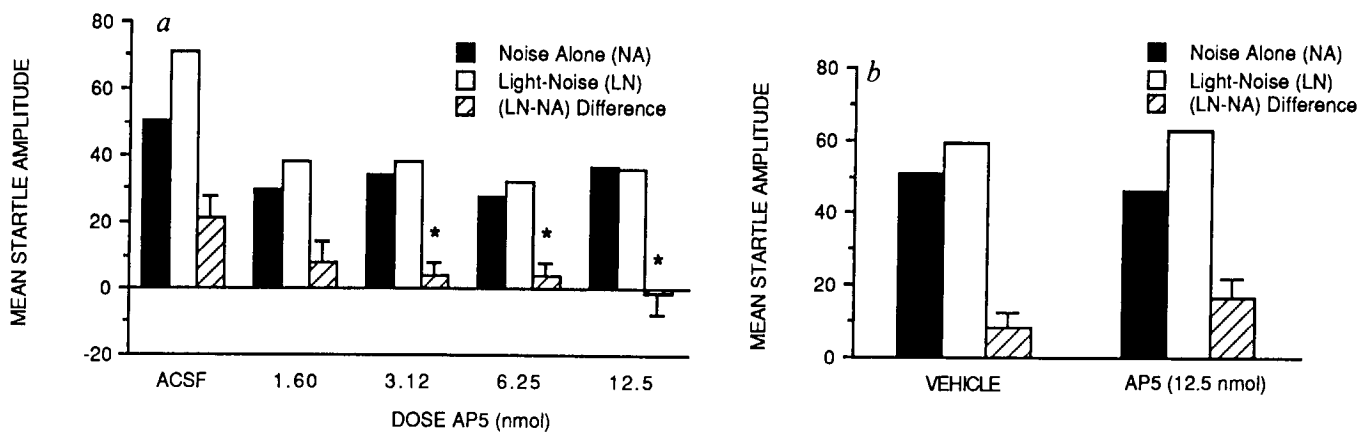 a
MEAN STARTLE AMPLITUDE
80
60
40
20
0
-20
Noise Alone (NA)
Light-Noise (LN)
(LN-NA) Difference
*
*
*
ACSF 1.60 3.12 6.25 12.5
DOSE AP5 (nmol)
b
MEAN STARTLE AMPLITUDE
80
60
40
20
0
Noise Alone (NA)
Light-Noise (LN)
(LN-NA) Difference
VEHICLE AP5 (12.5 nmol)